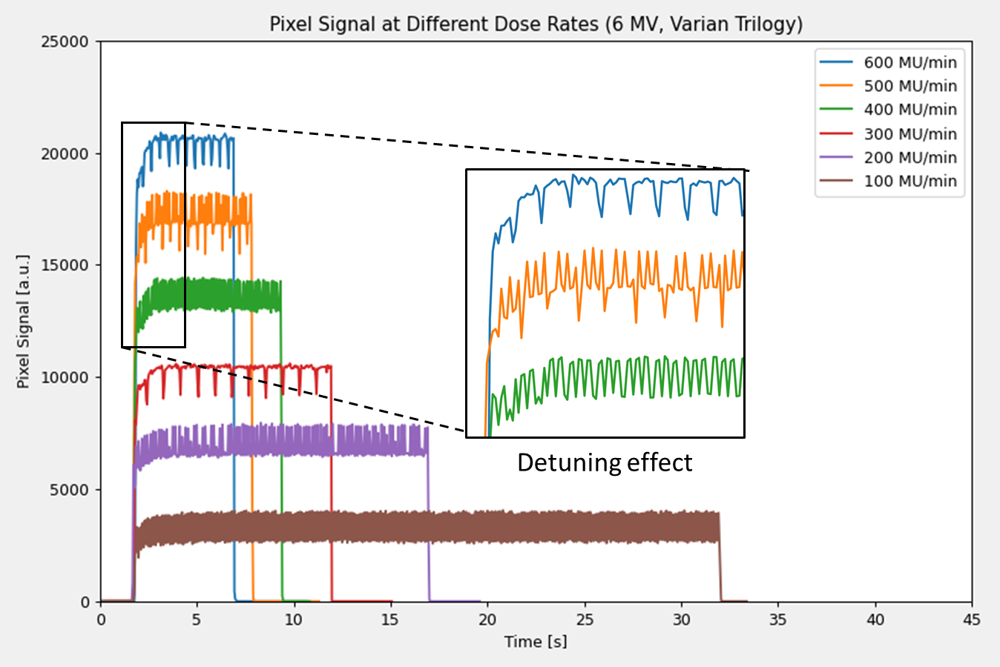 Pixel Signal at Different Dose Rates (6 MV, Varian Trilogy)
25000
20000
15000
10000
5000
0
Pixel Signal [a.u.]
600 MU/min
500 MU/min
400 MU/min
300 MU/min
200 MU/min
100 MU/min
Detuning effect
0 5 10 15 20 25 30 35 40 45
Time [s]